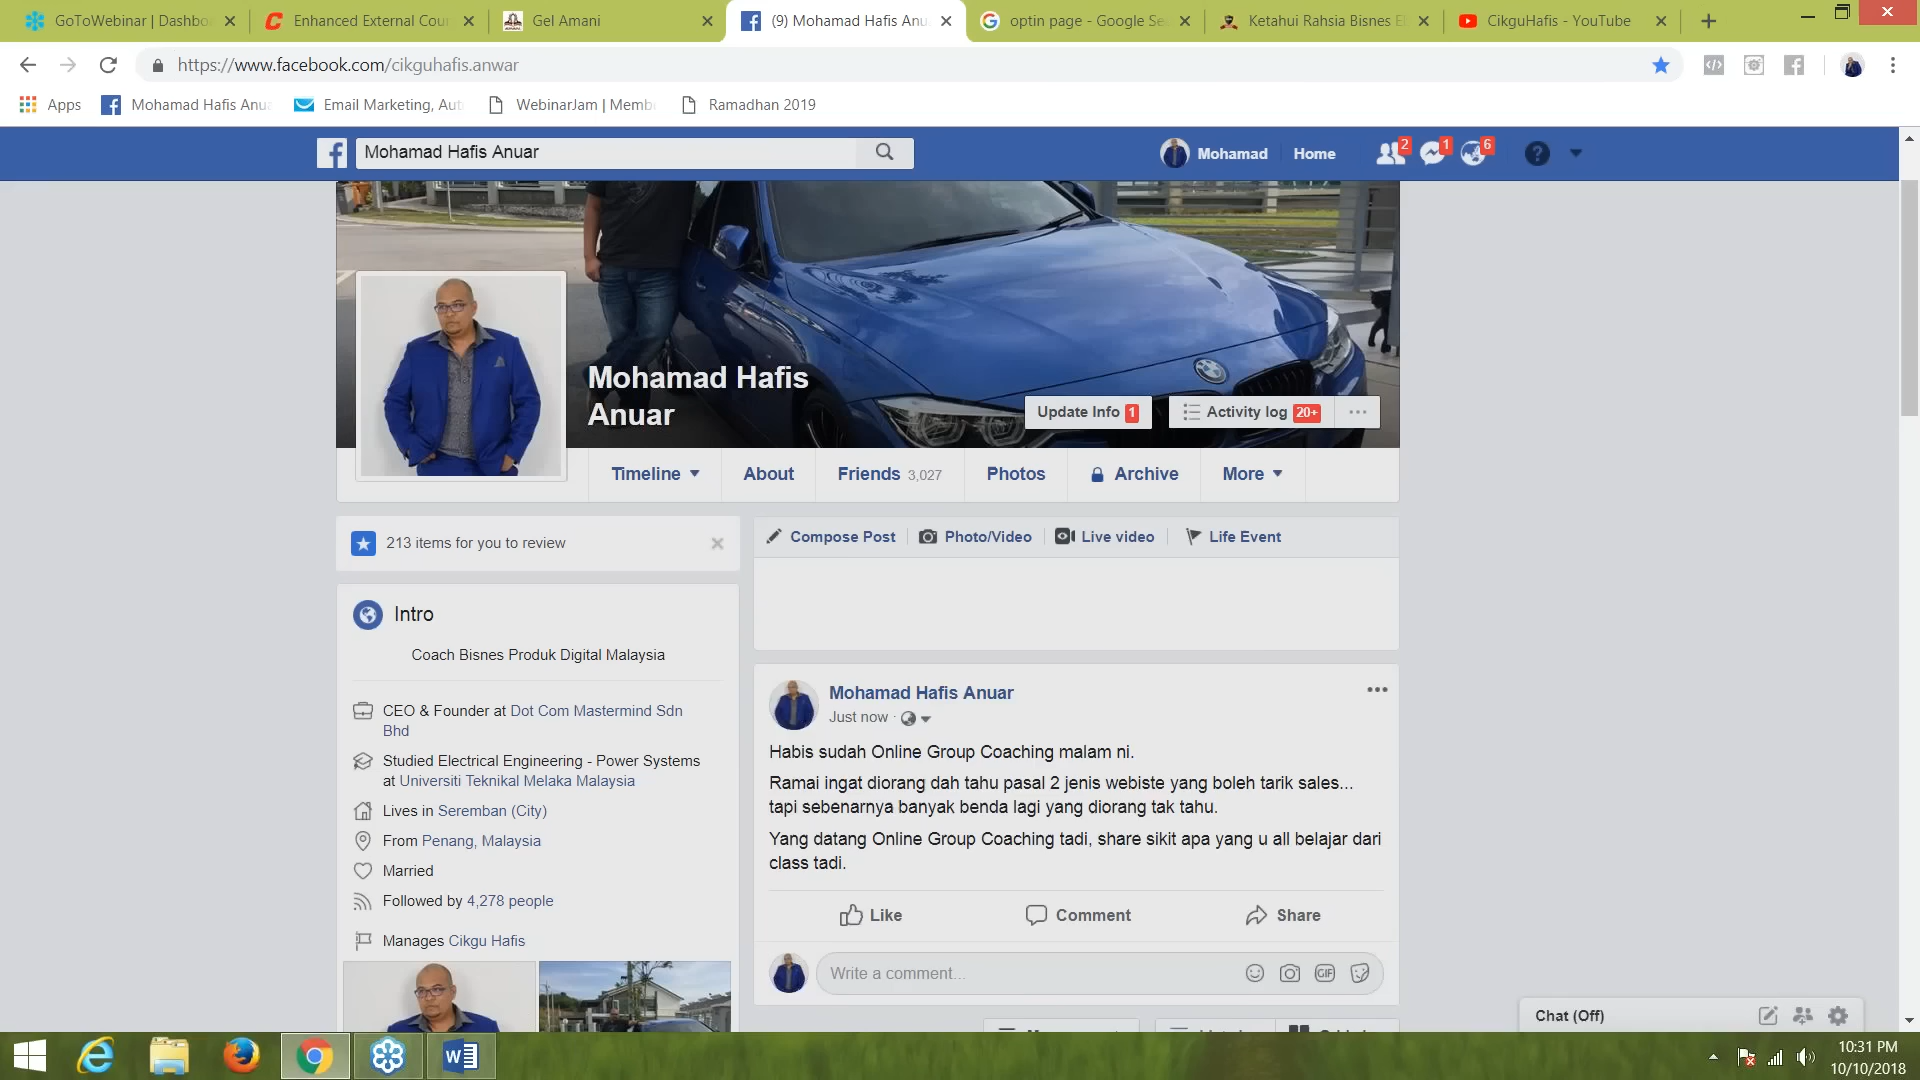 GoToWebinar | Dashbo
Enhanced External Cou
Gel Amani
(9) Mohamad Hafis Anu
optin page - Google Se
Ketahui Rahsia Bisnes E
CikguHafis - YouTube
https://www.facebook.com/cikguhafis.anwar
Apps
Mohamad Hafis Anu
Email Marketing, Aut
WebinarJam | Memb
Ramadhan 2019
Mohamad Hafis Anuar
Mohamad
Home
2
1
6
Mohamad Hafis
Anuar
Update Info 1
Activity log 20+
Timeline
About
Friends 3,027
Photos
Archive
More
213 items for you to review
Compose Post
Photo/Video
Live video
Life Event
Intro
Coach Bisnes Produk Digital Malaysia
CEO & Founder at Dot Com Mastermind Sdn
Bhd
Studied Electrical Engineering - Power Systems
at Universiti Teknikal Melaka Malaysia
Lives in Seremban (City)
From Penang, Malaysia
Married
Followed by 4,278 people
Manages Cikgu Hafis
Mohamad Hafis Anuar
Just now
Habis sudah Online Group Coaching malam ni.
Ramai ingat diorang dah tahu pasal 2 jenis webiste yang boleh tarik sales...
tapi sebenarnya banyak benda lagi yang diorang tak tahu.
Yang datang Online Group Coaching tadi, share sikit apa yang u all belajar dari
class tadi.
Like
Comment
Share
Write a comment...
GIF
Chat (Off)
10:31 PM
10/10/2018